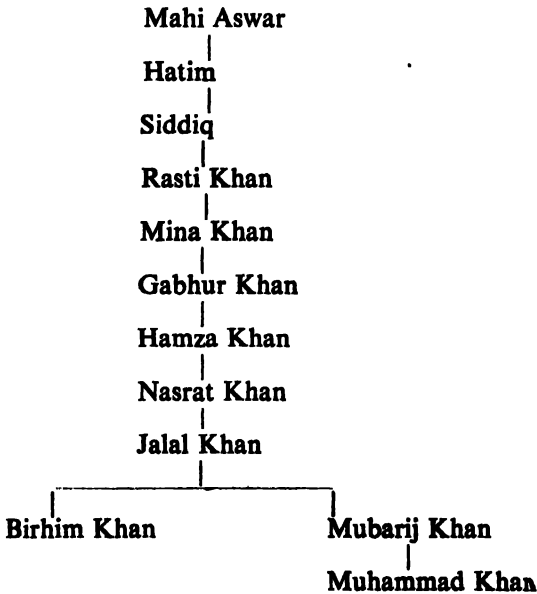 Mahi Aswar
Hatim
Siddiq
Rasti Khan
Mina Khan
Gabhur Khan
Hamza Khan
Nasrat Khan
Jalal Khan
Birhim Khan Mubarij Khan
Muhammad Khan